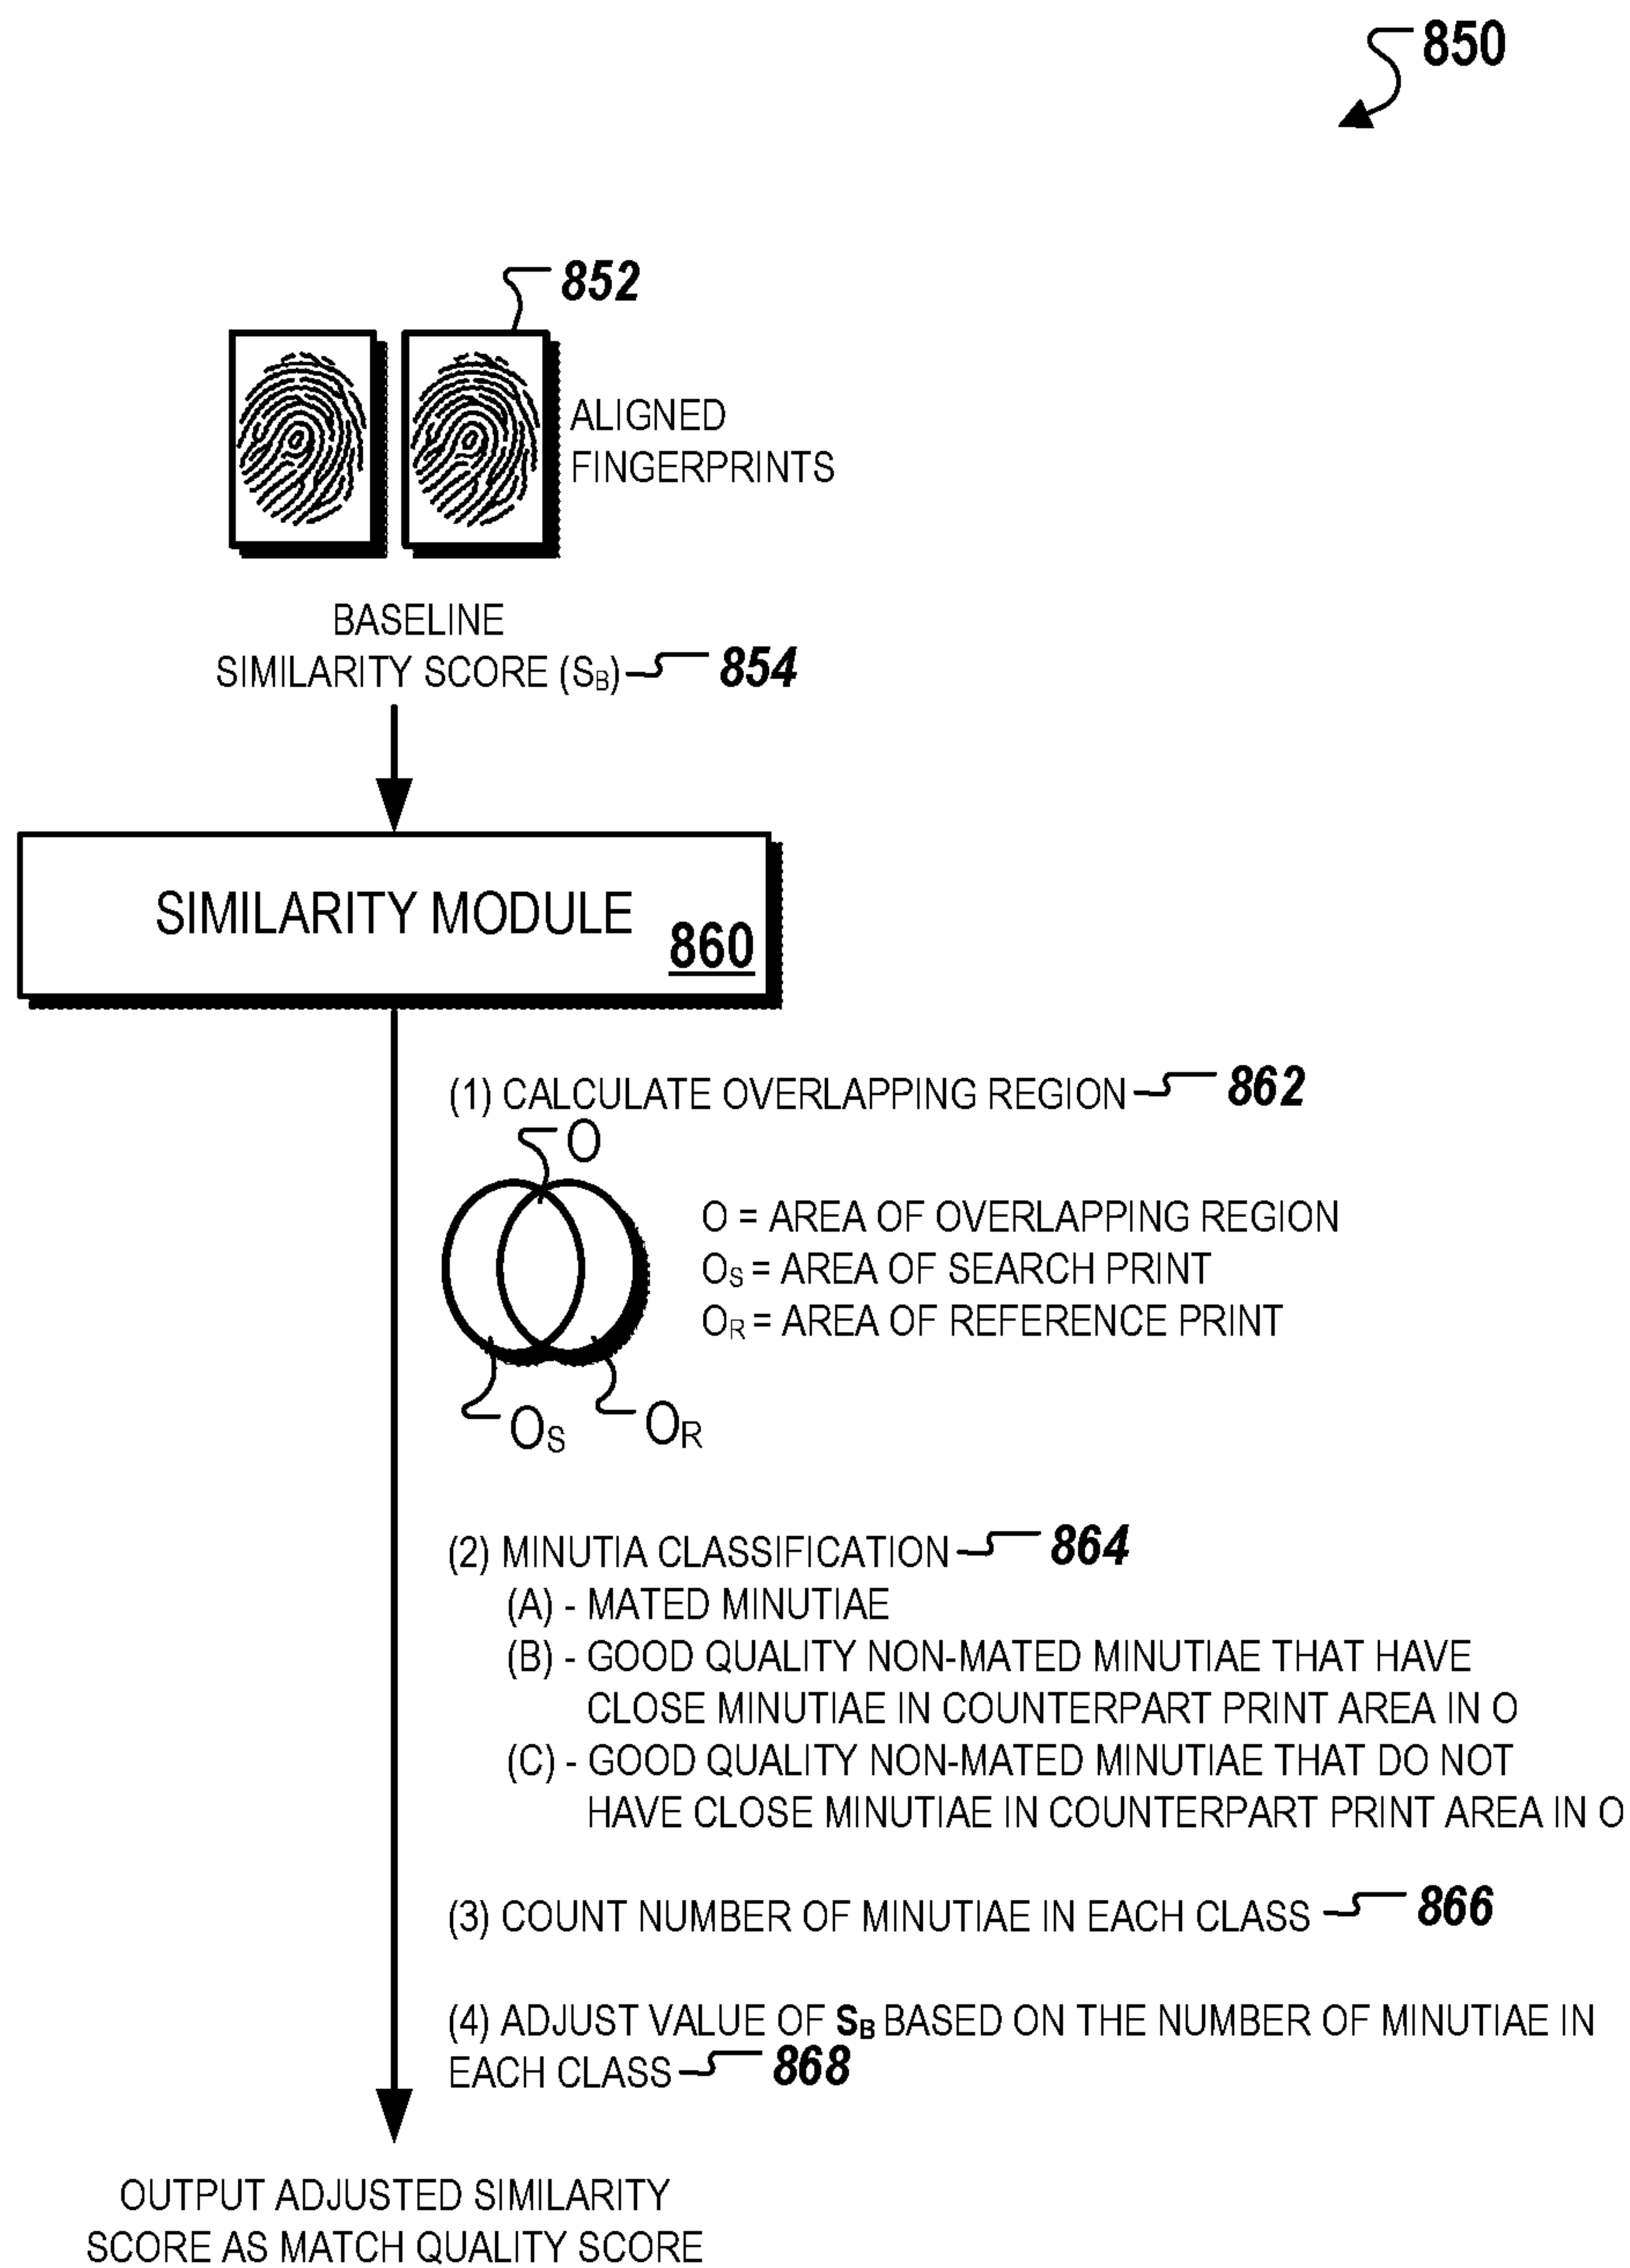 850
852
ALIGNED
FINGERPRINTS
BASELINE
SIMILARITY SCORE (SB) 854
SIMILARITY MODULE
860
(1) CALCULATE OVERLAPPING REGION 862
O
O = AREA OF OVERLAPPING REGION
OS = AREA OF SEARCH PRINT
OR = AREA OF REFERENCE PRINT
OS OR
(2) MINUTIA CLASSIFICATION 864
(A) - MATED MINUTIAE
(B) - GOOD QUALITY NON-MATED MINUTIAE THAT HAVE
CLOSE MINUTIAE IN COUNTERPART PRINT AREA IN O
(C) - GOOD QUALITY NON-MATED MINUTIAE THAT DO NOT
HAVE CLOSE MINUTIAE IN COUNTERPART PRINT AREA IN O
(3) COUNT NUMBER OF MINUTIAE IN EACH CLASS 866
(4) ADJUST VALUE OF SB BASED ON THE NUMBER OF MINUTIAE IN
EACH CLASS 868
OUTPUT ADJUSTED SIMILARITY
SCORE AS MATCH QUALITY SCORE